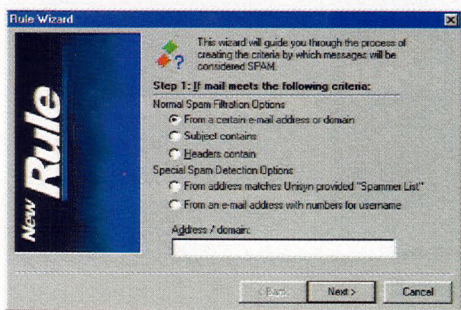 Rule Wizard
New Rule
This wizard will guide you through the process of
creating the criteria by which messages will be
considered SPAM.
Step 1: If mail meets the following criteria:
Normal Spam Filtration Options
From a certain e-mail address or domain
Subject contains
Headers contain
Special Spam Detection Options
From address matches Unisyn provided "Spammer List"
From an e-mail address with numbers for username
Address / domain:
< Back
Next >
Cancel